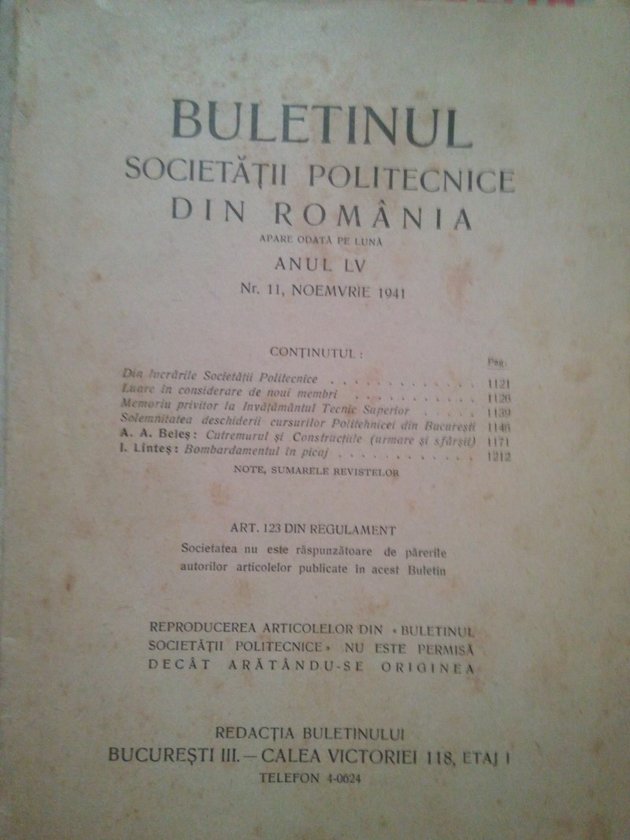 BULETINUL
SOCIETĂȚII POLITECNICE
DIN ROMÂNIA
APARE ODATĂ PE LUNĂ
ANUL LV
Nr. 11, NOEMVRIE 1941
CONȚINUTUL :
Pag.
Din lucrările Societății Politecnice . . . . . . . . . . . . 1121
Luare în considerare de noui membri . . . . . . . . . . 1126
Memoriu privitor la Învățământul Tecnic Superior . . . . . 1139
Solemnitatea deschiderii cursurilor Politehnicei din București 1146
A. A. Beleș: Cutremurul și Construcțiile (urmare și sfârșit) 1171
I. Linteș: Bombardamentul în picaj . . . . . . . . . . . 1212
NOTE, SUMARELE REVISTELOR
ART. 123 DIN REGULAMENT
Societatea nu este răspunzătoare de părerile
autorilor articolelor publicate în acest Buletin
REPRODUCEREA ARTICOLELOR DIN « BULETINUL
SOCIETĂȚII POLITECNICE» NU ESTE PERMISĂ
DECÂT ARĂTÂNDU-SE ORIGINEA
REDACȚIA BULETINULUI
BUCUREȘTI III. — CALEA VICTORIEI 118, ETAJ I
TELEFON 4-0624